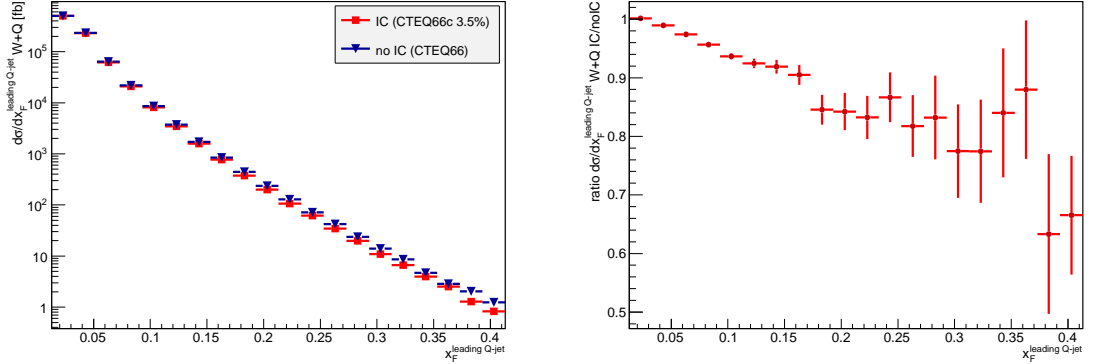 dσ/dx_F^leading Q-jet W+Q [fb]
IC (CTEQ66c 3.5%)
no IC (CTEQ66)
10^5
10^4
10^3
10^2
10
1
0.05 0.1 0.15 0.2 0.25 0.3 0.35 0.4
x_F^leading Q-jet
ratio dσ/dx_F^leading Q-jet W+Q IC/noIC
1
0.9
0.8
0.7
0.6
0.5
0.05 0.1 0.15 0.2 0.25 0.3 0.35 0.4
x_F^leading Q-jet